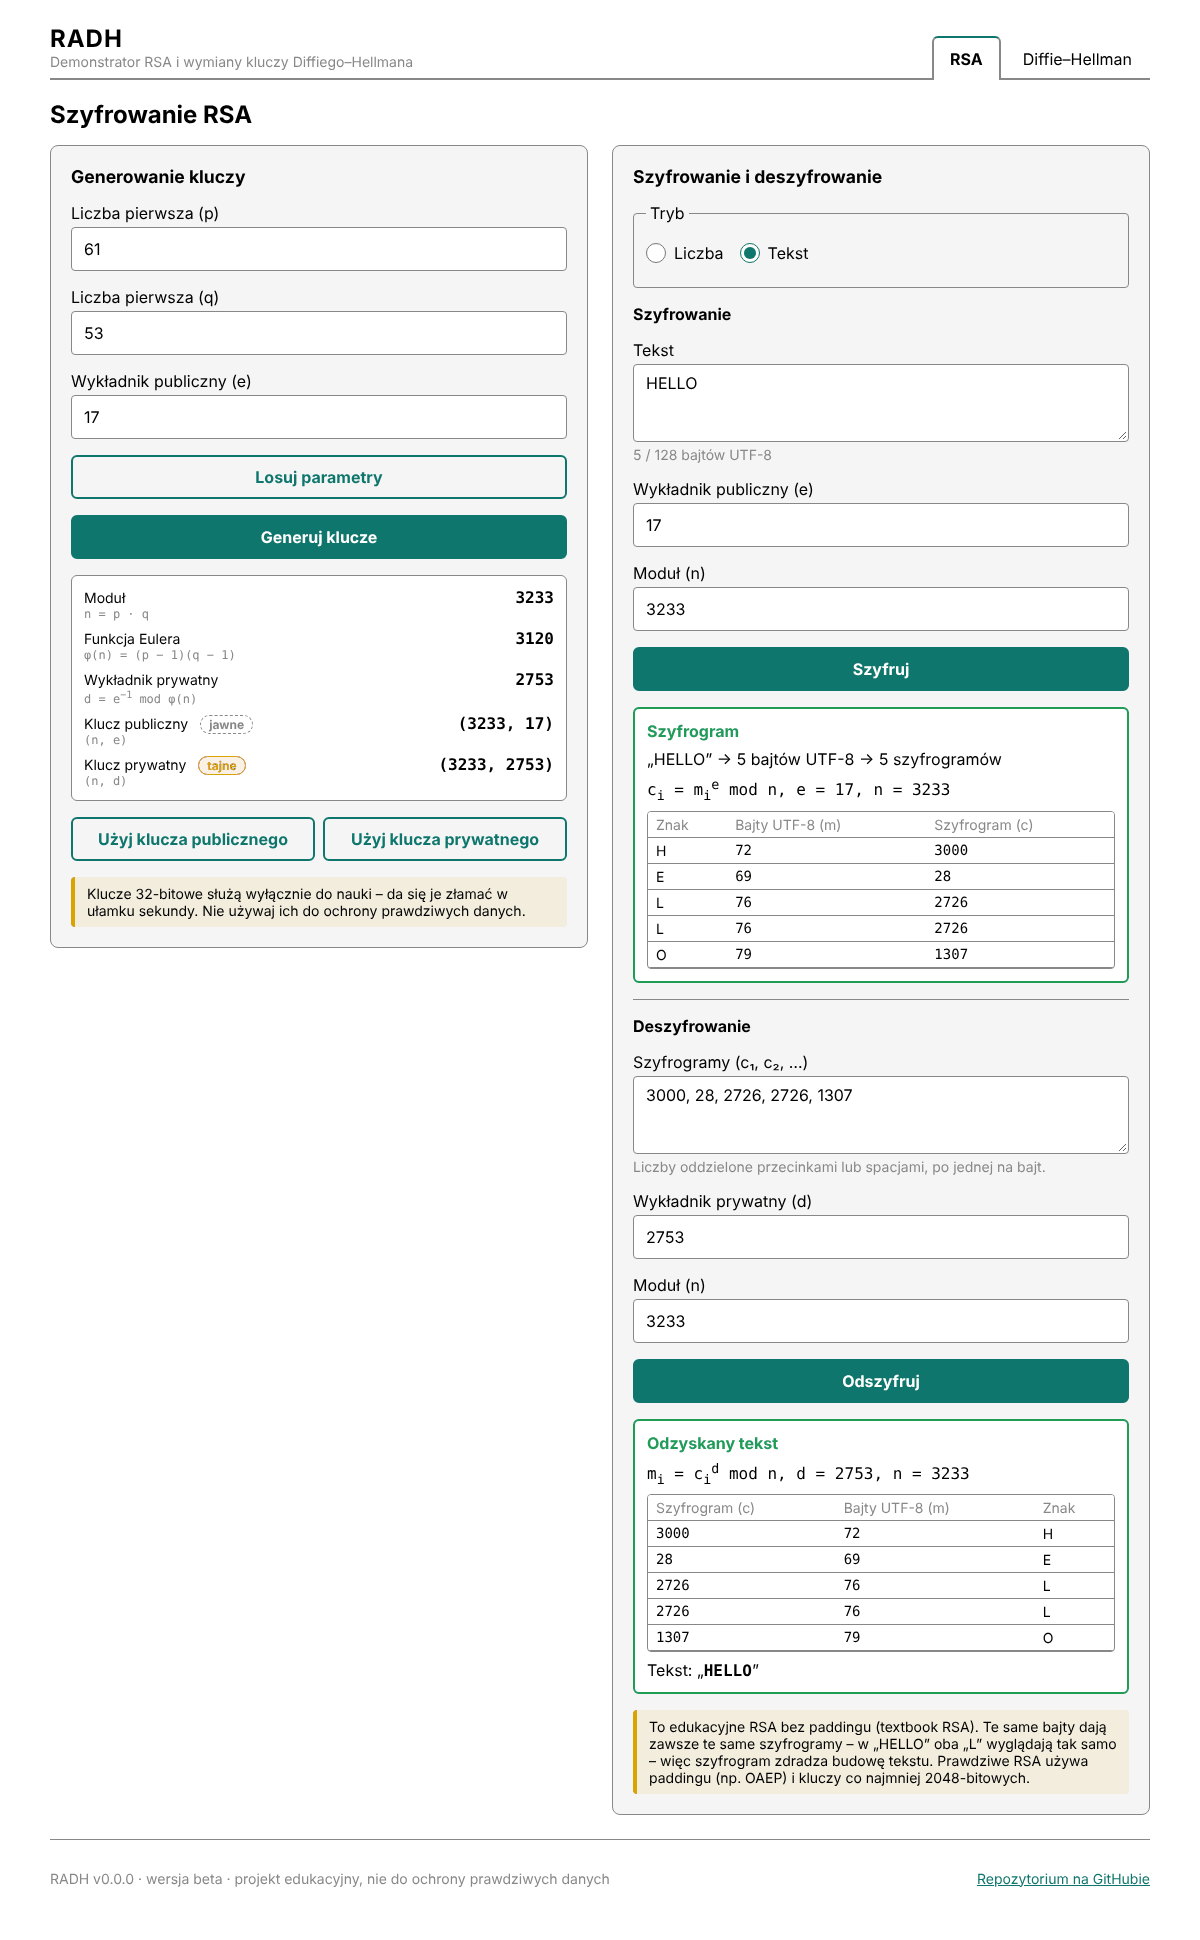 RADH
Demonstrator RSA i wymiany kluczy Diffiego–Hellmana
RSA
Diffie–Hellman
Szyfrowanie RSA
Generowanie kluczy
Liczba pierwsza (p)
61
Liczba pierwsza (q)
53
Wykładnik publiczny (e)
17
Losuj parametry
Generuj klucze
Moduł 3233
n = p · q
Funkcja Eulera 3120
φ(n) = (p − 1)(q − 1)
Wykładnik prywatny 2753
d = e⁻¹ mod φ(n)
Klucz publiczny jawne (3233, 17)
(n, e)
Klucz prywatny tajne (3233, 2753)
(n, d)
Użyj klucza publicznego
Użyj klucza prywatnego
Klucze 32-bitowe służą wyłącznie do nauki – da się je złamać w
ułamku sekundy. Nie używaj ich do ochrony prawdziwych danych.
Szyfrowanie i deszyfrowanie
Tryb
Liczba Tekst
Szyfrowanie
Tekst
HELLO
5 / 128 bajtów UTF-8
Wykładnik publiczny (e)
17
Moduł (n)
3233
Szyfruj
Szyfrogram
„HELLO” → 5 bajtów UTF-8 → 5 szyfrogramów
cᵢ = mᵢᵉ mod n, e = 17, n = 3233
Znak Bajty UTF-8 (m) Szyfrogram (c)
H 72 3000
E 69 28
L 76 2726
L 76 2726
O 79 1307
Deszyfrowanie
Szyfrogramy (c₁, c₂, …)
3000, 28, 2726, 2726, 1307
Liczby oddzielone przecinkami lub spacjami, po jednej na bajt.
Wykładnik prywatny (d)
2753
Moduł (n)
3233
Odszyfruj
Odzyskany tekst
mᵢ = cᵢᵈ mod n, d = 2753, n = 3233
Szyfrogram (c) Bajty UTF-8 (m) Znak
3000 72 H
28 69 E
2726 76 L
2726 76 L
1307 79 O
Tekst: „HELLO”
To edukacyjne RSA bez paddingu (textbook RSA). Te same bajty dają
zawsze te same szyfrogramy – w „HELLO” oba „L” wyglądają tak samo
– więc szyfrogram zdradza budowę tekstu. Prawdziwe RSA używa
paddingu (np. OAEP) i kluczy co najmniej 2048-bitowych.
RADH v0.0.0 · wersja beta · projekt edukacyjny, nie do ochrony prawdziwych danych
Repozytorium na GitHubie